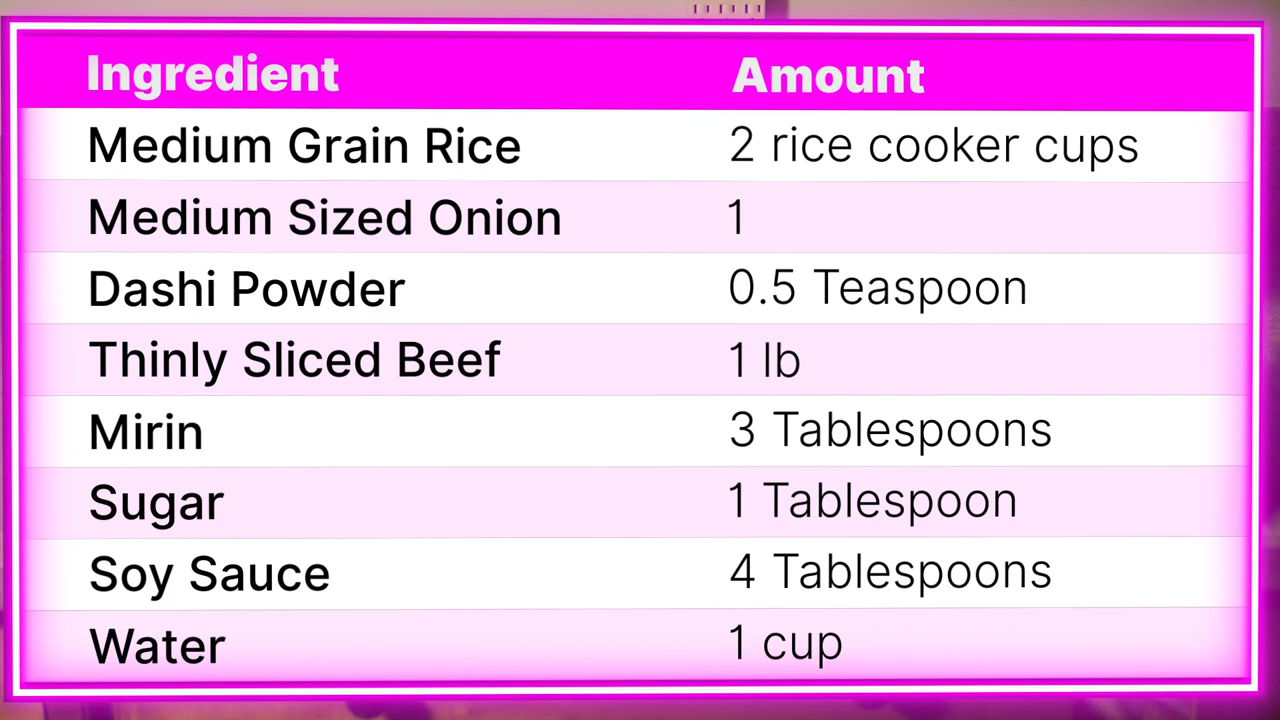 Ingredient Amount
Medium Grain Rice 2 rice cooker cups
Medium Sized Onion 1
Dashi Powder 0.5 Teaspoon
Thinly Sliced Beef 1 lb
Mirin 3 Tablespoons
Sugar 1 Tablespoon
Soy Sauce 4 Tablespoons
Water 1 cup